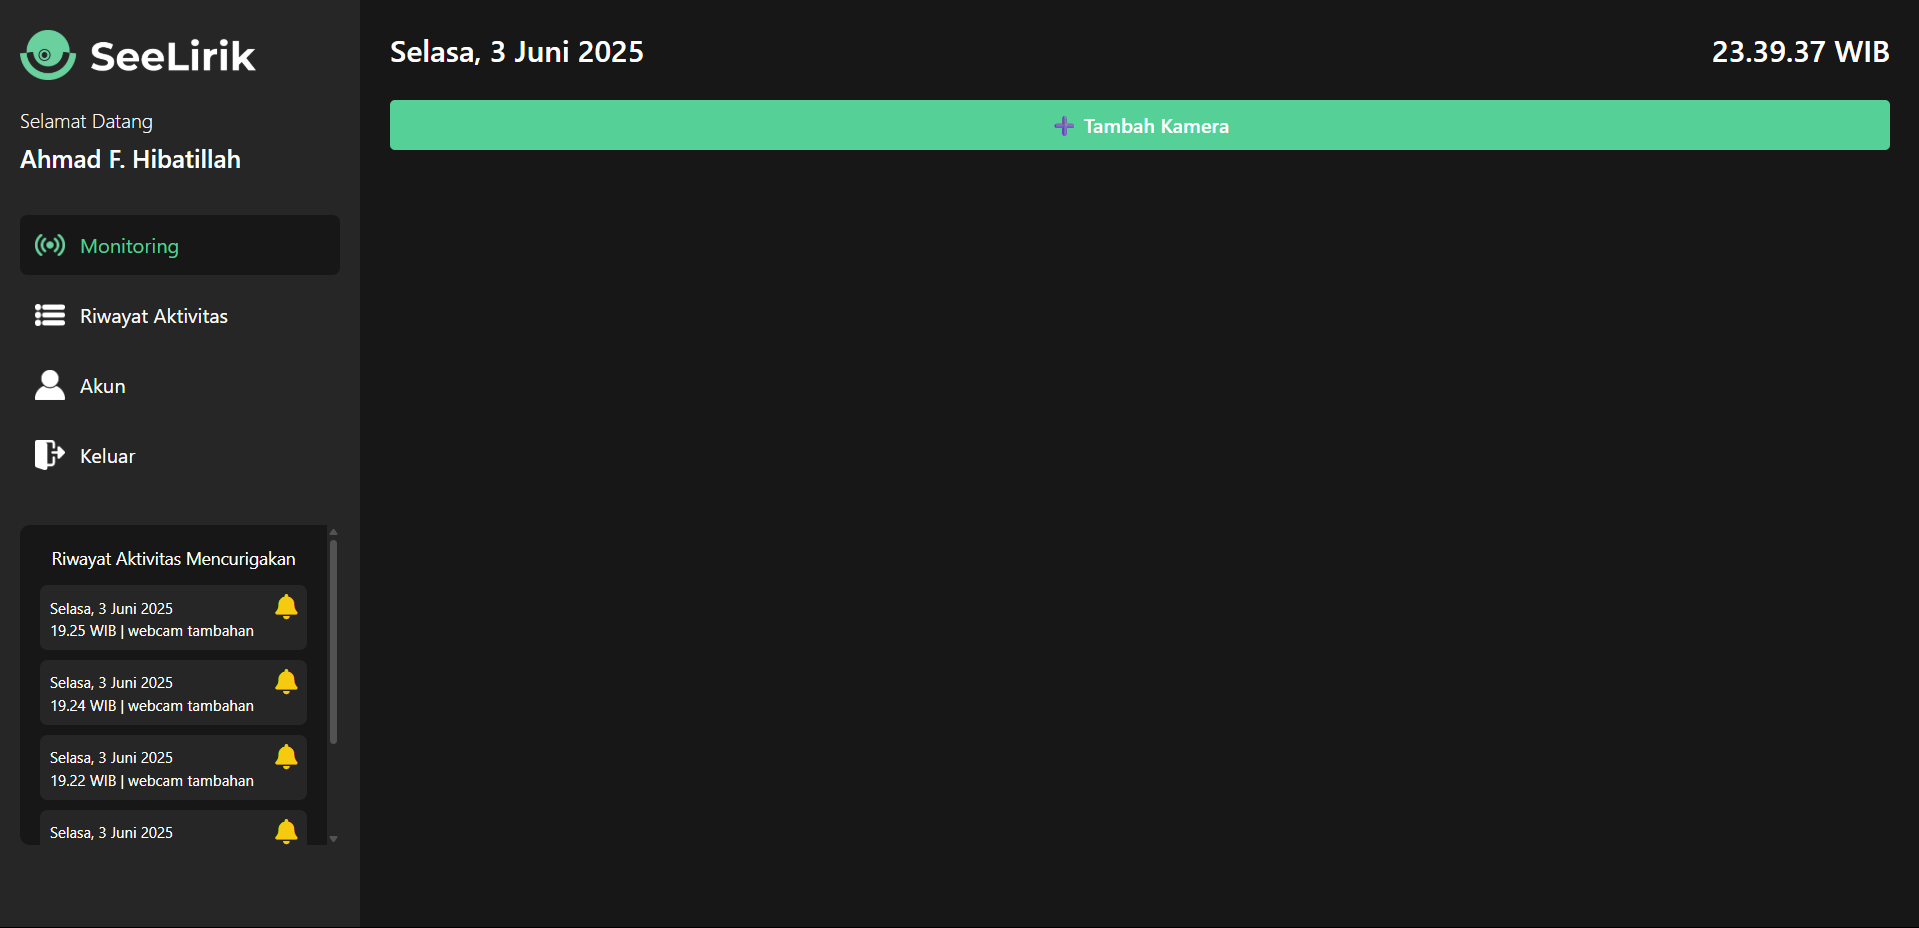 SeeLirik
Selamat Datang
Ahmad F. Hibatillah
Monitoring
Riwayat Aktivitas
Akun
Keluar
Riwayat Aktivitas Mencurigakan
Selasa, 3 Juni 2025
19.25 WIB | webcam tambahan
Selasa, 3 Juni 2025
19.24 WIB | webcam tambahan
Selasa, 3 Juni 2025
19.22 WIB | webcam tambahan
Selasa, 3 Juni 2025
Selasa, 3 Juni 2025
23.39.37 WIB
➕ Tambah Kamera